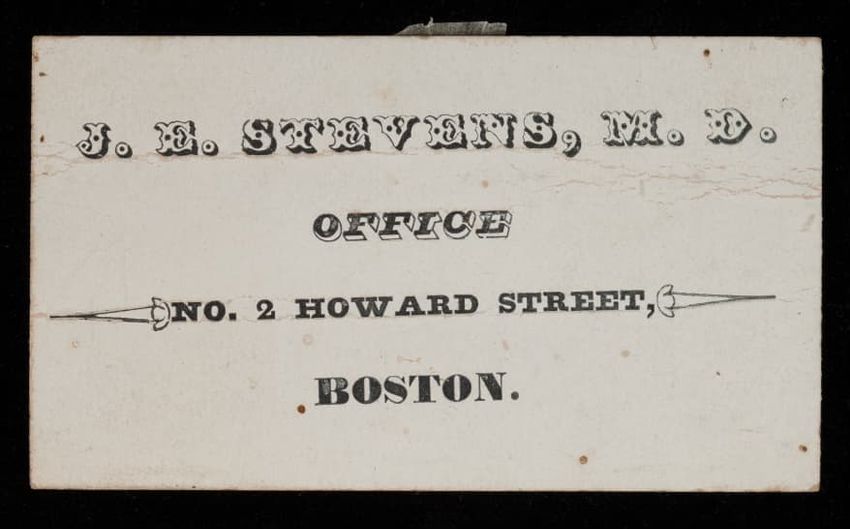 J. E. STEVENS, M. D.
OFFICE
NO. 2 HOWARD STREET,
BOSTON.